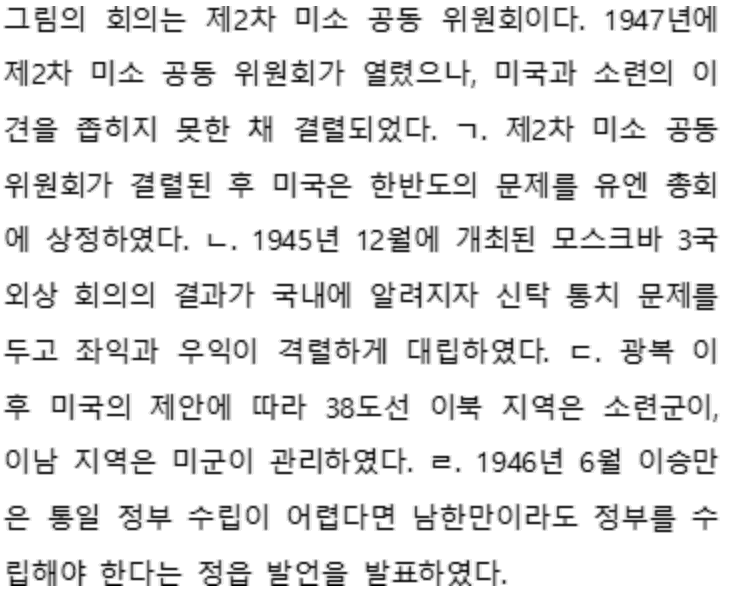 그림의 회의는 제2차 미소 공동 위원회이다. 1947년에
제2차 미소 공동 위원회가 열렸으나, 미국과 소련의 이
견을 좁히지 못한 채 결렬되었다. ㄱ. 제2차 미소 공동
위원회가 결렬된 후 미국은 한반도의 문제를 유엔 총회
에 상정하였다. ㄴ. 1945년 12월에 개최된 모스크바 3국
외상 회의의 결과가 국내에 알려지자 신탁 통치 문제를
두고 좌익과 우익이 격렬하게 대립하였다. ㄷ. 광복 이
후 미국의 제안에 따라 38도선 이북 지역은 소련군이,
이남 지역은 미군이 관리하였다. ㄹ. 1946년 6월 이승만
은 통일 정부 수립이 어렵다면 남한만이라도 정부를 수
립해야 한다는 정읍 발언을 발표하였다.